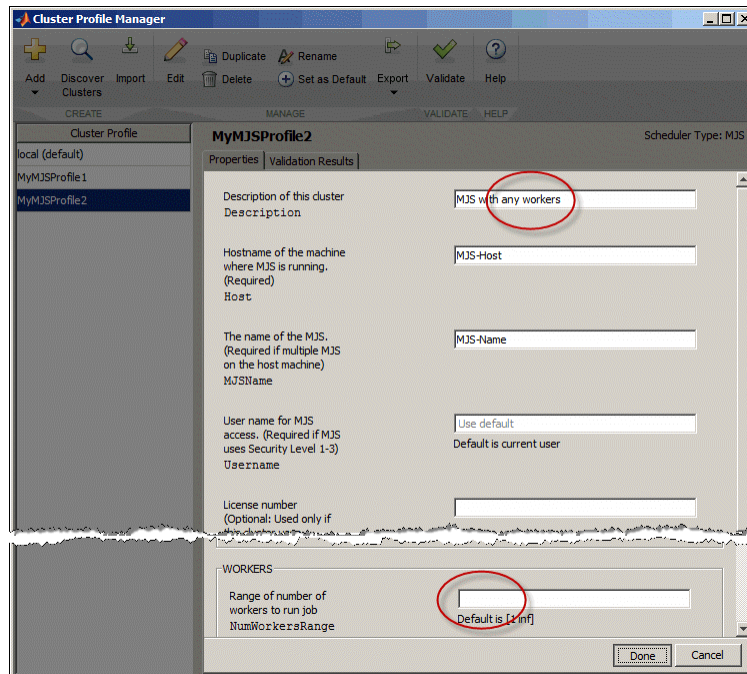 Cluster Profile Manager
Add
Discover
Clusters
Import
Edit
Duplicate
Delete
Rename
Set as Default
Export
Validate
Help
CREATE
MANAGE
VALIDATE
HELP
Cluster Profile
local (default)
MyMJSProfile1
MyMJSProfile2
MyMJSProfile2
Scheduler Type: MJS
Properties
Validation Results
Description of this cluster
Description
MJS with any workers
Hostname of the machine
where MJS is running.
(Required)
Host
MJS-Host
The name of the MJS.
(Required if multiple MJS
on the host machine)
MJSName
MJS-Name
User name for MJS
access. (Required if MJS
uses Security Level 1-3)
Username
Use default
Default is current user
License number
(Optional: Used only if
WORKERS
Range of number of
workers to run job
NumWorkersRange
Default is [1 inf]
Done
Cancel